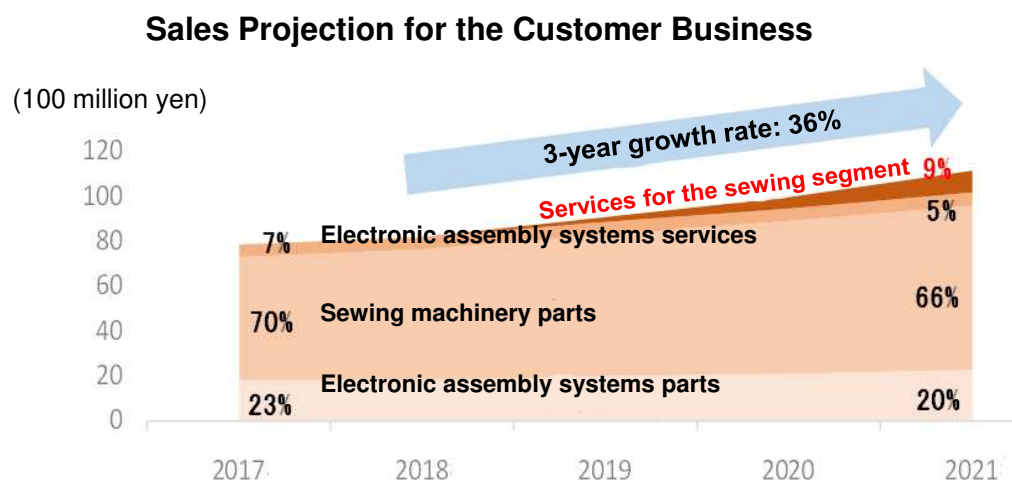 Sales Projection for the Customer Business
(100 million yen)
3-year growth rate: 36%
120
100
80
60
40
20
0
Services for the sewing segment 9%
5%
7% Electronic assembly systems services
66%
70% Sewing machinery parts
Electronic assembly systems parts
23%
20%
2017 2018 2019 2020 2021